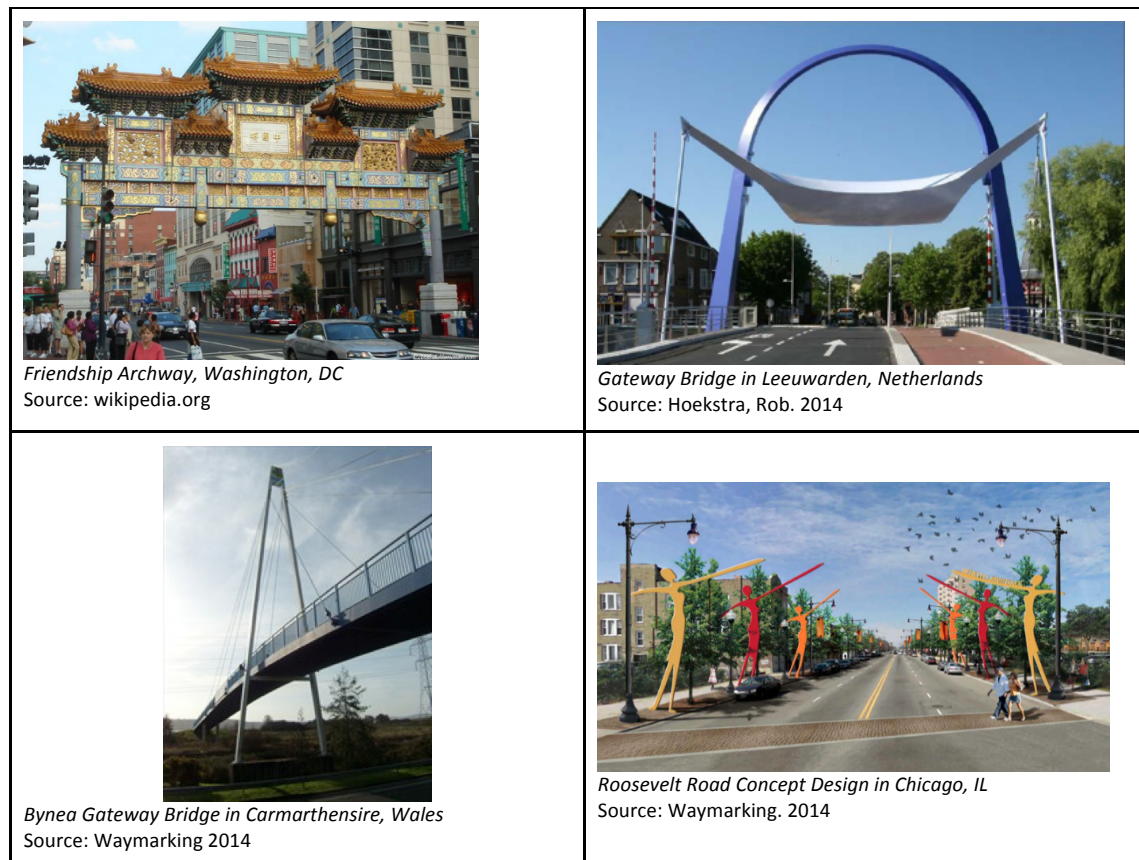 Friendship Archway, Washington, DC
Source: wikipedia.org
Gateway Bridge in Leeuwarden, Netherlands
Source: Hoekstra, Rob. 2014
Bynea Gateway Bridge in Carmarthensire, Wales
Source: Waymarking 2014
Roosevelt Road Concept Design in Chicago, IL
Source: Waymarking. 2014